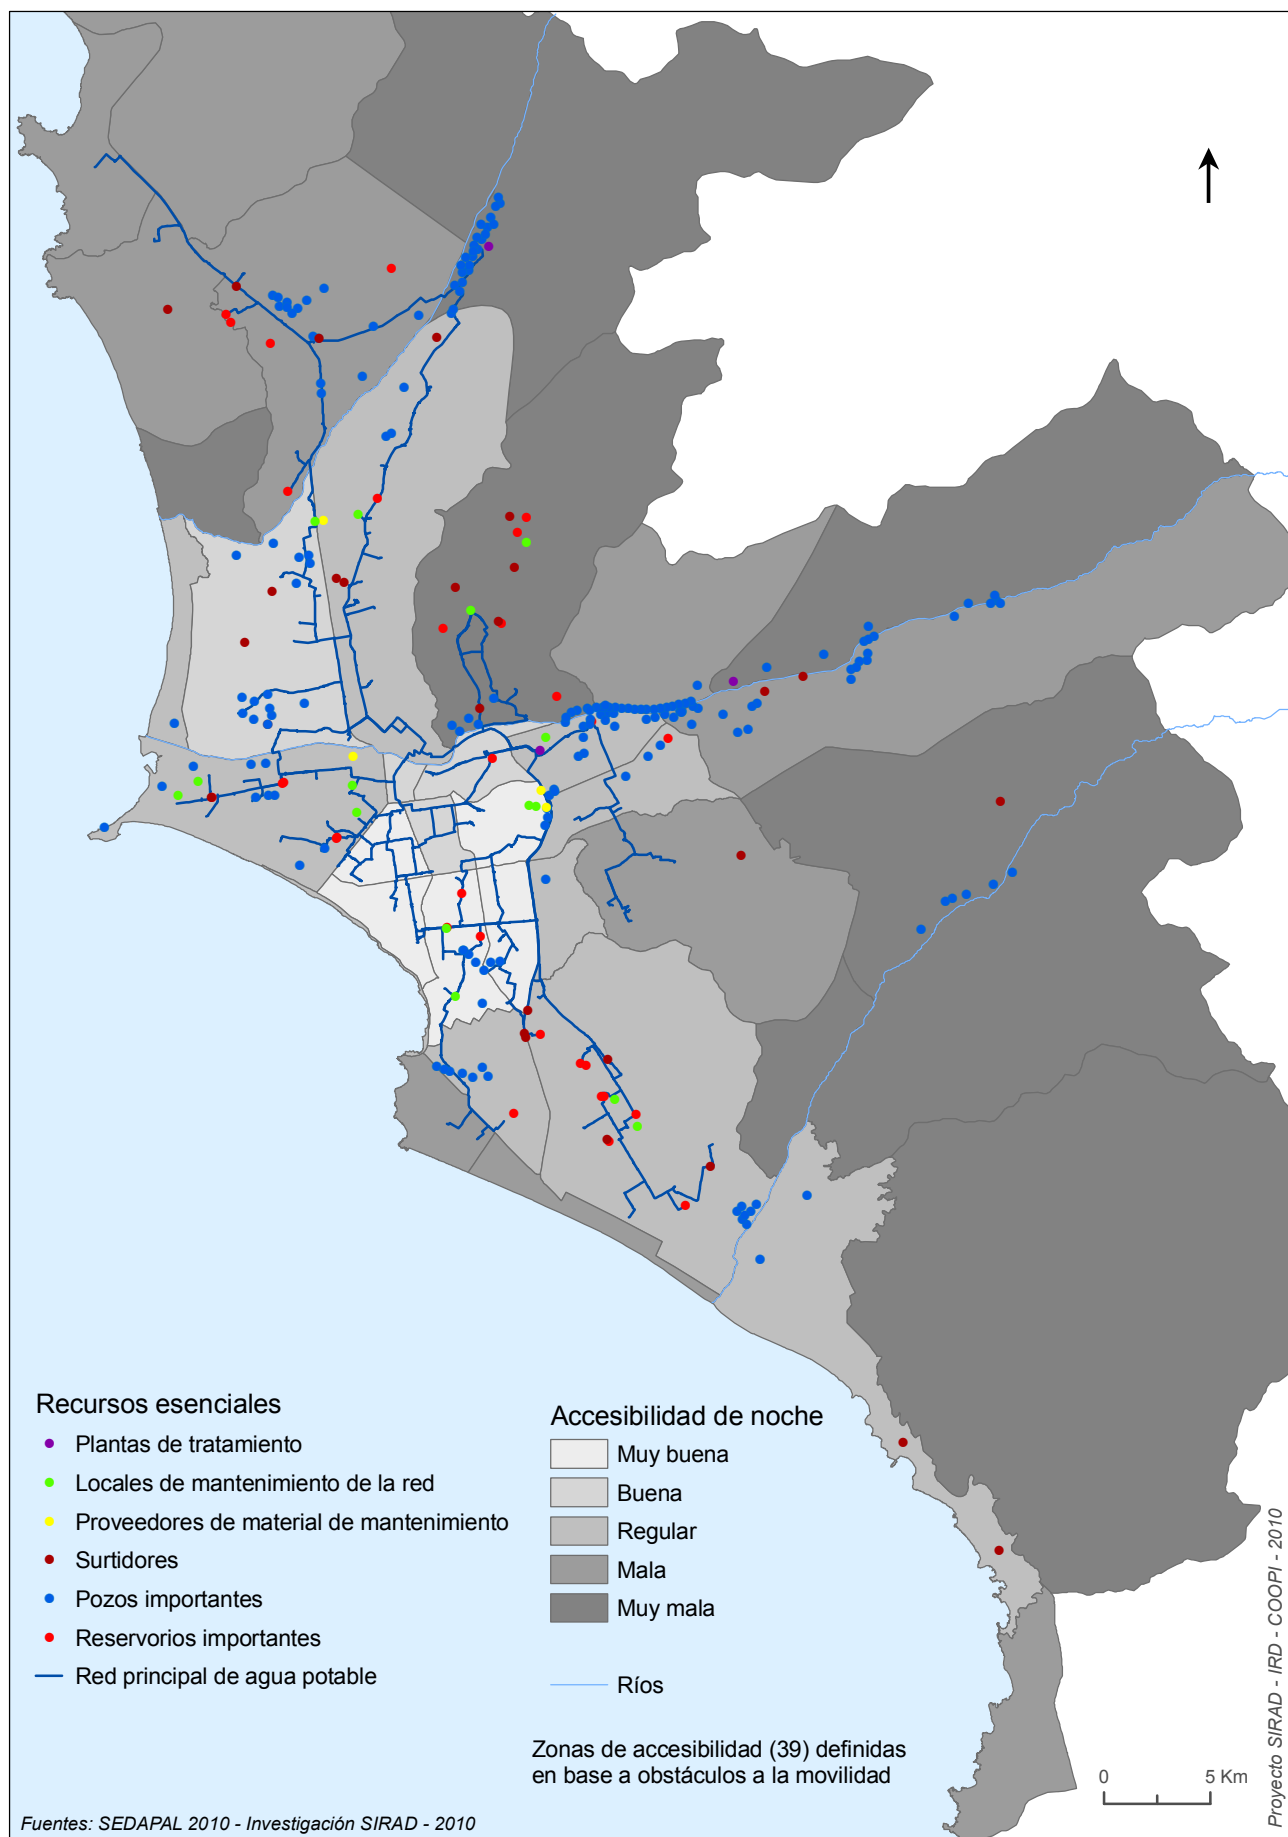 Recursos esenciales
Plantas de tratamiento
Locales de mantenimiento de la red
Proveedores de material de mantenimiento
Surtidores
Pozos importantes
Reservorios importantes
Red principal de agua potable
Accesibilidad de noche
Muy buena
Buena
Regular
Mala
Muy mala
Ríos
Zonas de accesibilidad (39) definidas
en base a obstáculos a la movilidad
0 5 Km
Fuentes: SEDAPAL 2010 - Investigación SIRAD - 2010
Proyecto SIRAD - IRD - COOPI - 2010